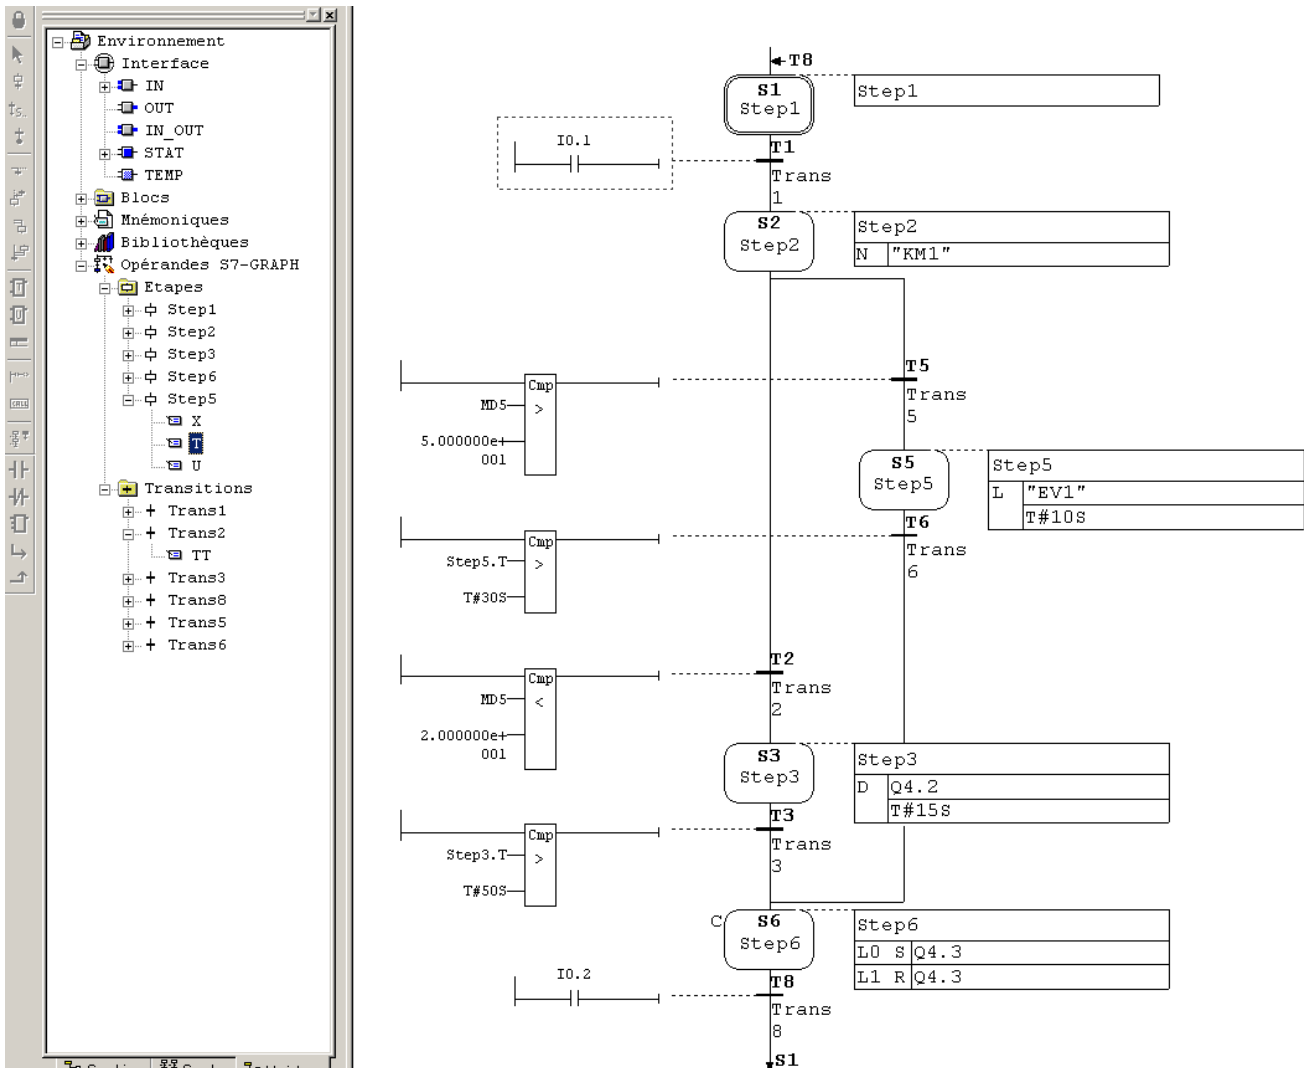 Environnement
Interface
IN
OUT
IN_OUT
STAT
TEMP
Blocs
Mnémoniques
Bibliothèques
Opérandes S7-GRAPH
Etapes
Step1
Step2
Step3
Step6
Step5
X
T
U
Transitions
Trans1
Trans2
TT
Trans3
Trans8
Trans5
Trans6
T8
S1
Step1
Step1
I0.1
T1
Trans
1
S2
Step2
Step2
N "KM1"
T5
Trans
5
Cmp
MD5
>
5.000000e+
001
S5
Step5
Step5
L "EV1"
T#10S
T6
Trans
6
Cmp
Step5.T
>
T#30S
T2
Trans
2
Cmp
MD5
<
2.000000e+
001
S3
Step3
Step3
D Q4.2
T#15S
T3
Trans
3
Cmp
Step3.T
>
T#50S
C
S6
Step6
Step6
L0 S Q4.3
L1 R Q4.3
I0.2
T8
Trans
8
S1